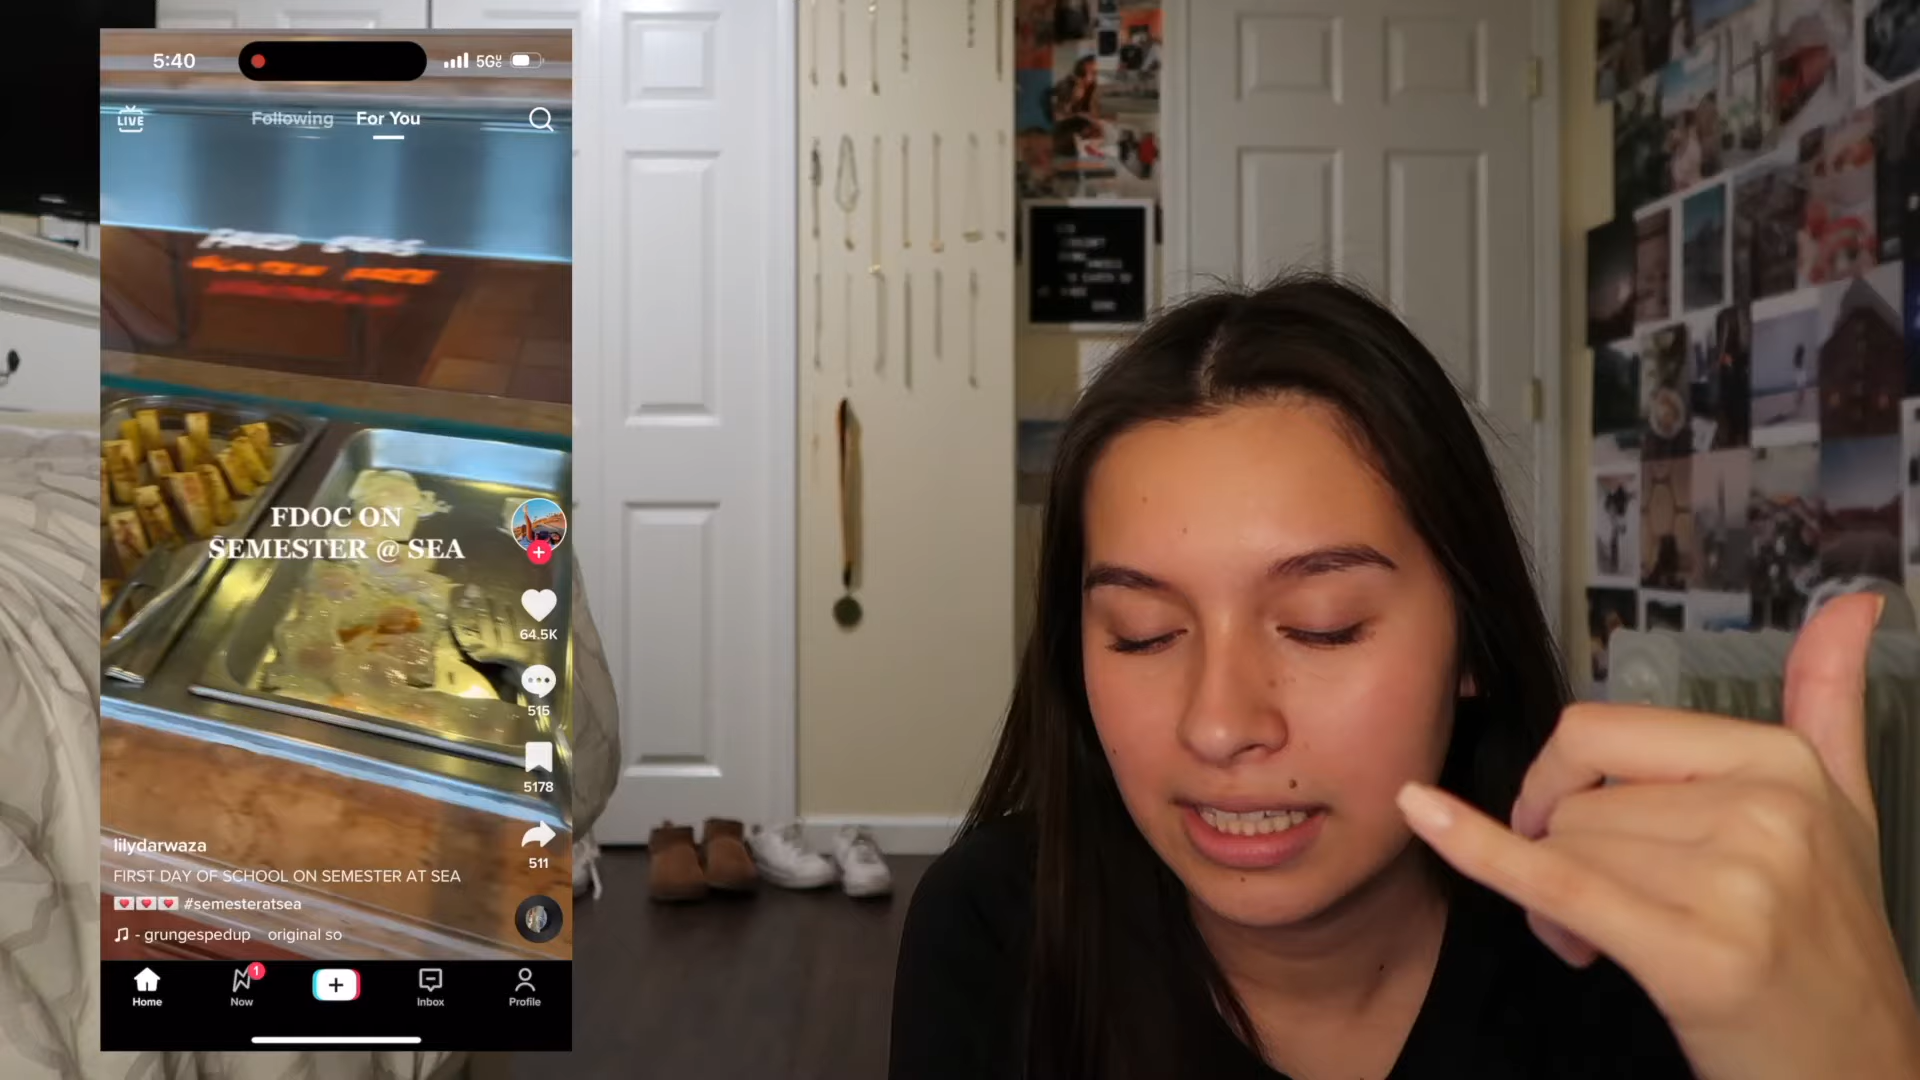 5:40
5G
LIVE
Following
For You
FDOC ON
SEMESTER @ SEA
64.5K
515
5178
511
lilydarwaza
FIRST DAY OF SCHOOL ON SEMESTER AT SEA
💌💌💌 #semesteratsea
- grungespedup original so
1
Home
Now
Inbox
Profile